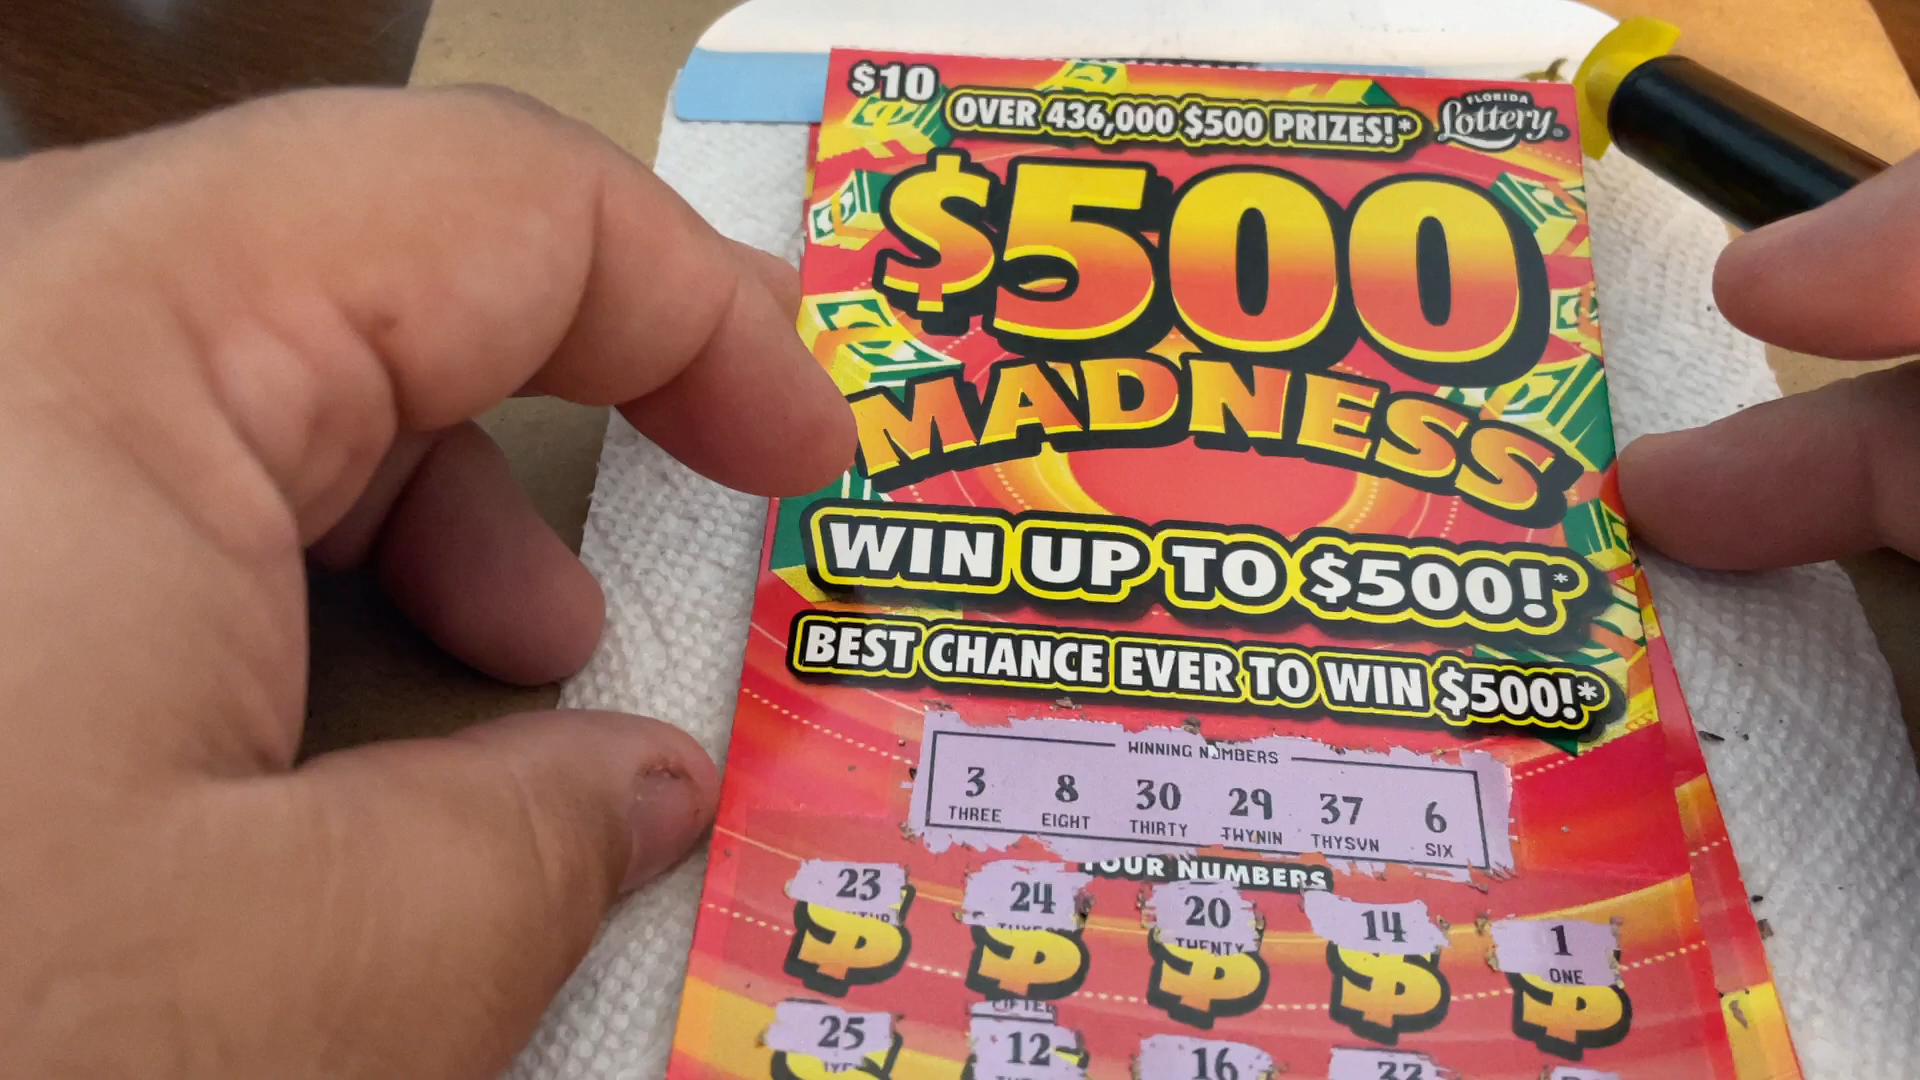 $10
OVER 436,000 $500 PRIZES!*
FLORIDA
Lottery
$500
MADNESS
WIN UP TO $500!*
BEST CHANCE EVER TO WIN $500!*
WINNING NUMBERS
3 8 30 29 37 6
THREE EIGHT THIRTY TWYNIN THYSVN SIX
YOUR NUMBERS
23 24 20 14 1
TWENTY ONE
25 12 16